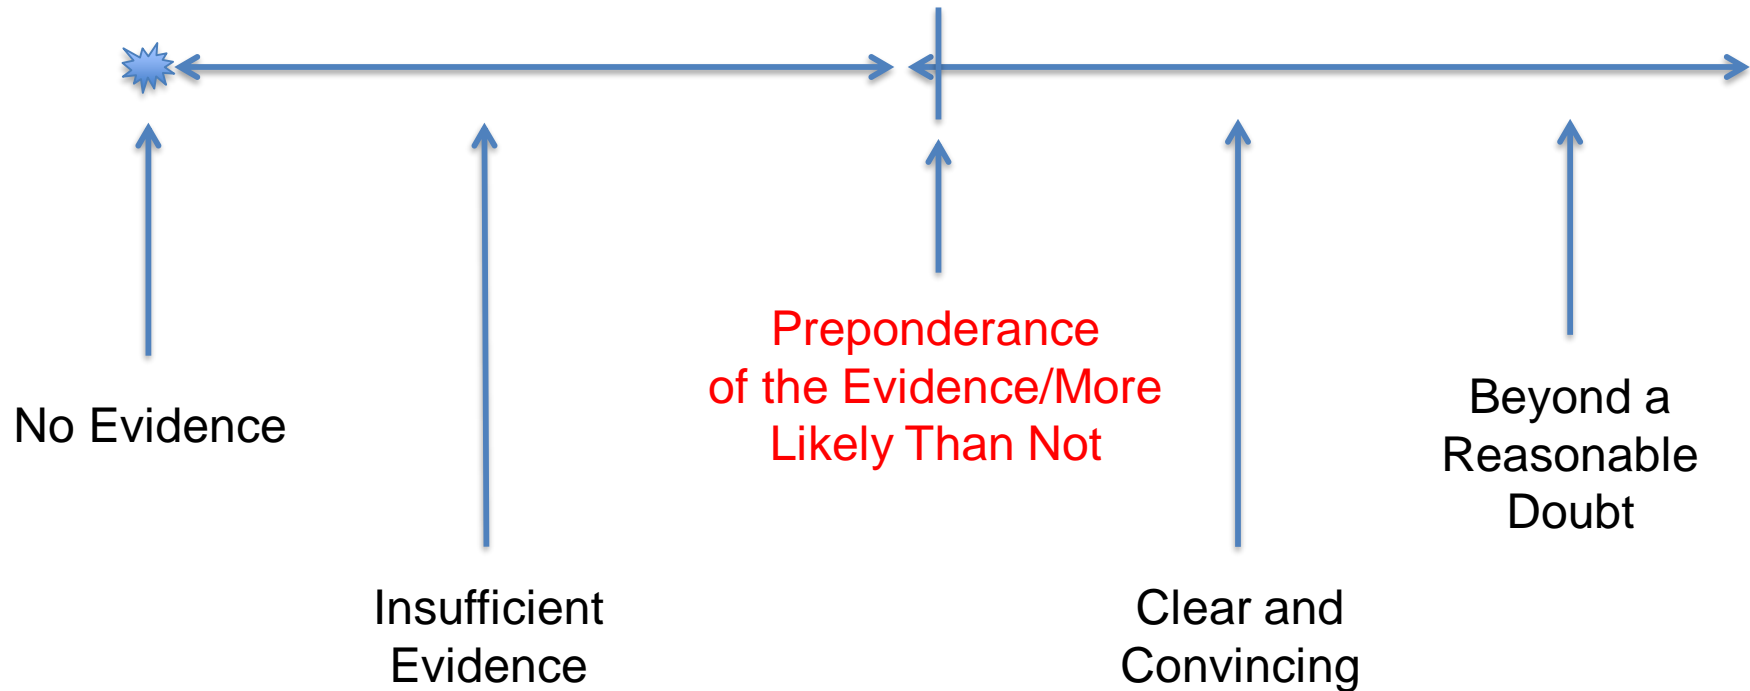 No Evidence
Insufficient
Evidence
Preponderance
of the Evidence/More
Likely Than Not
Clear and
Convincing
Beyond a
Reasonable
Doubt